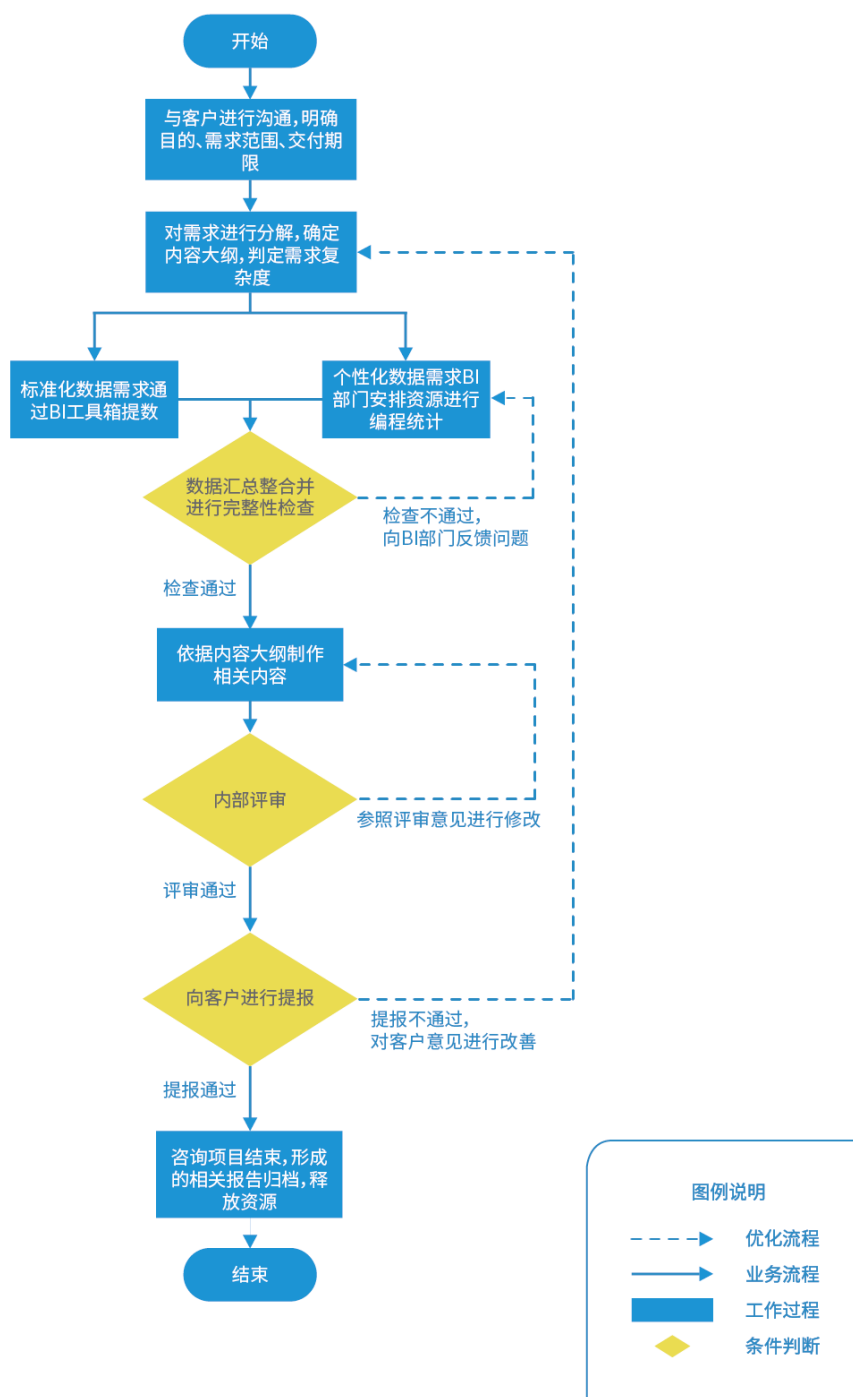 开始
与客户进行沟通，明确
目的、需求范围、交付期
限
对需求进行分解，确定
内容大纲，判定需求复
杂度
标准化数据需求通
过BI工具箱提数
个性化数据需求BI
部门安排资源进行
编程统计
数据汇总整合并
进行完整性检查
检查不通过，
向BI部门反馈问题
检查通过
依据内容大纲制作
相关内容
内部评审
参照评审意见进行修改
评审通过
向客户进行提报
提报不通过，
对客户意见进行改善
提报通过
咨询项目结束，形成
的相关报告归档，释
放资源
结束
图例说明
优化流程
业务流程
工作过程
条件判断